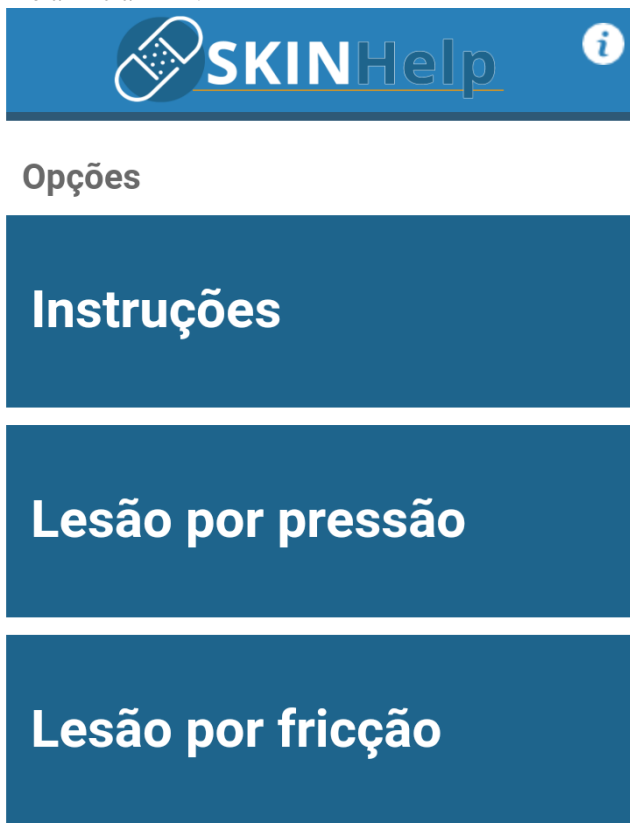 SKINHelp
i
Opções
Instruções
Lesão por pressão
Lesão por fricção